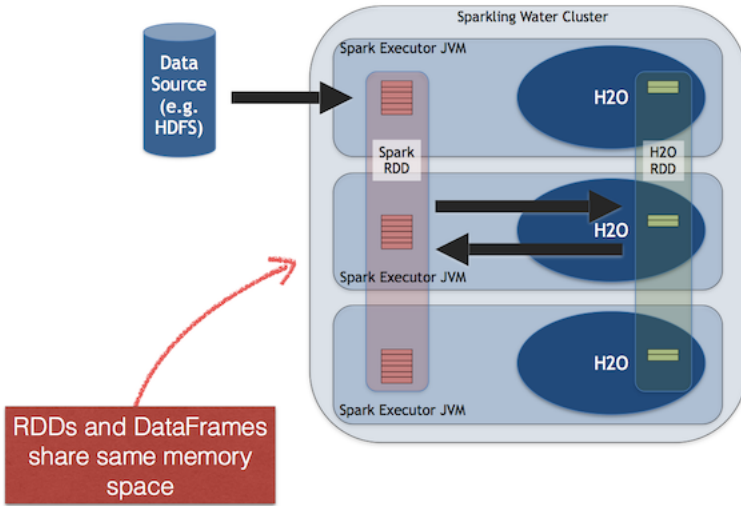 Sparkling Water Cluster
Data
Source
(e.g.
HDFS)
Spark Executor JVM
H2O
Spark
RDD
H2O
RDD
H2O
Spark Executor JVM
H2O
Spark Executor JVM
RDDs and DataFrames
share same memory
space